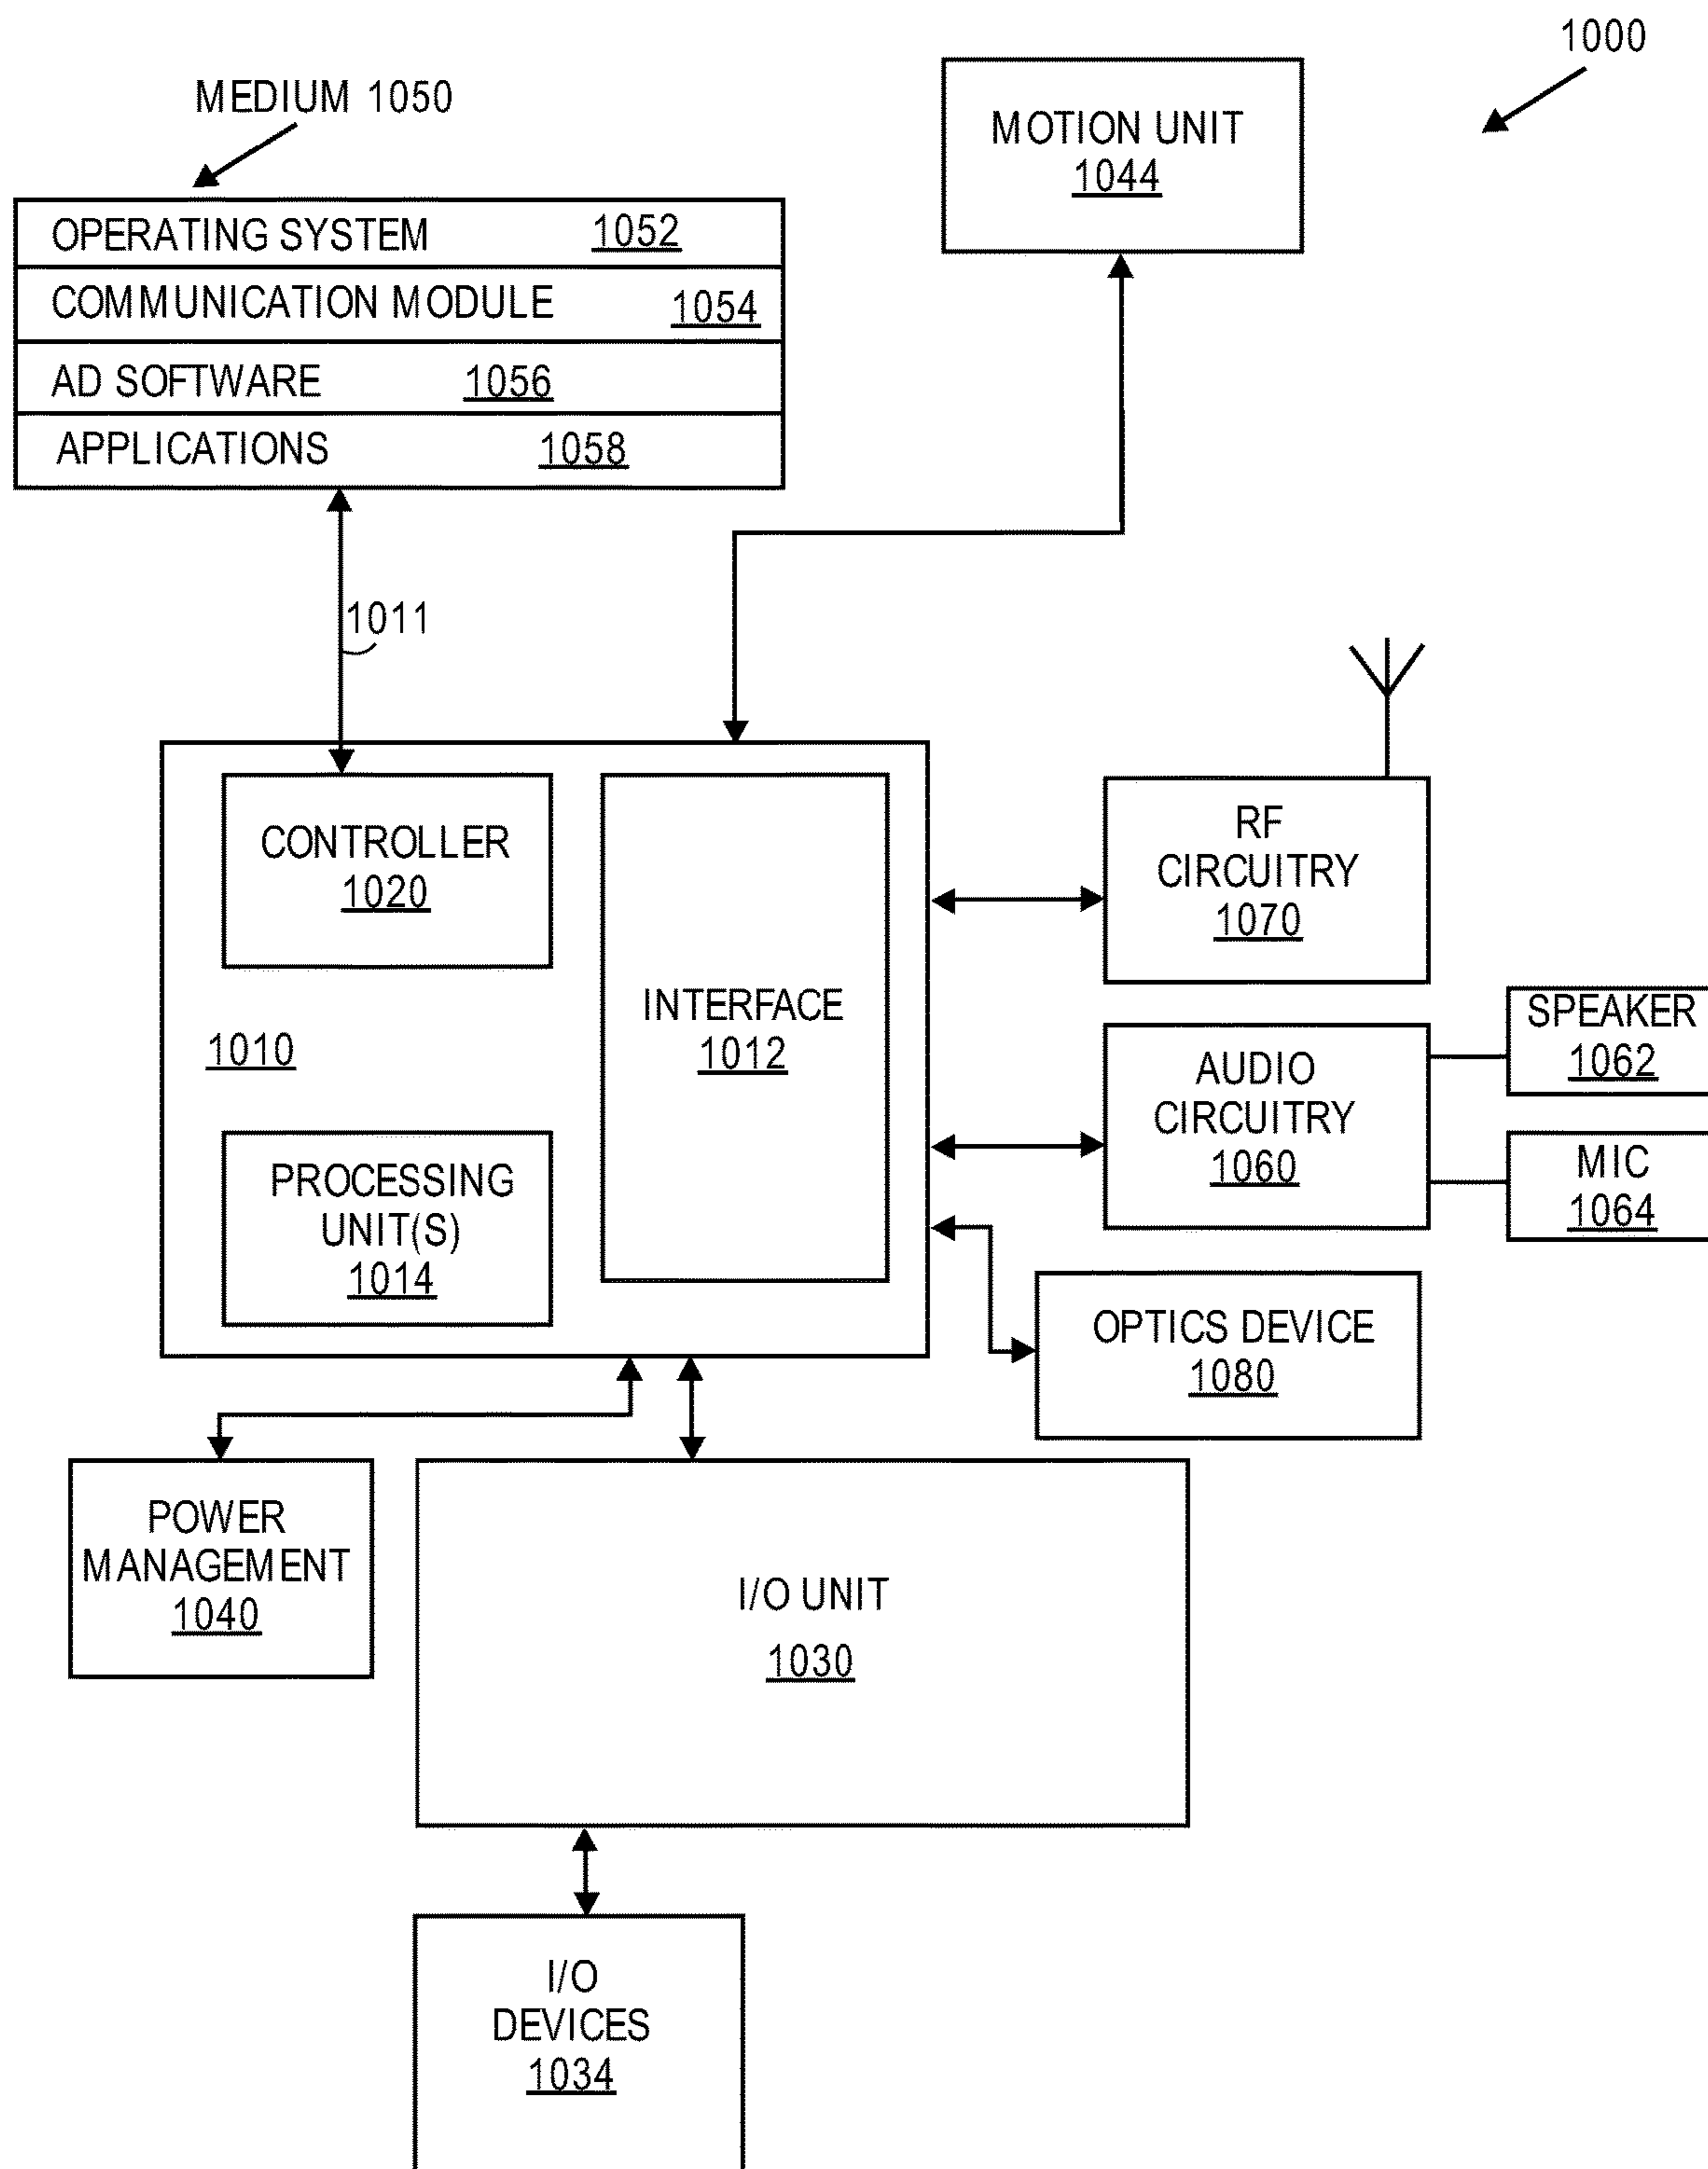 1000
MEDIUM 1050
MOTION UNIT
1044
OPERATING SYSTEM 1052
COMMUNICATION MODULE 1054
AD SOFTWARE 1056
APPLICATIONS 1058
1011
CONTROLLER
1020
INTERFACE
1012
1010
PROCESSING
UNIT(S)
1014
RF
CIRCUITRY
1070
AUDIO
CIRCUITRY
1060
SPEAKER
1062
MIC
1064
OPTICS DEVICE
1080
POWER
MANAGEMENT
1040
I/O UNIT
1030
I/O
DEVICES
1034